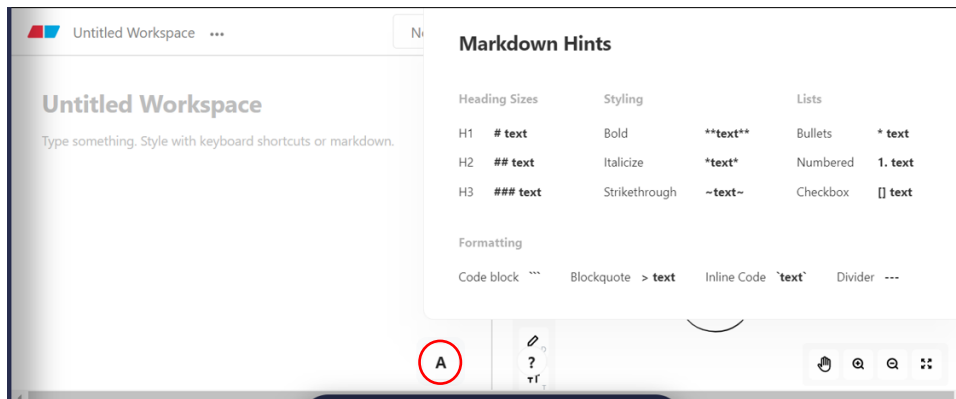 Untitled Workspace ...
Markdown Hints
Untitled Workspace
Type something. Style with keyboard shortcuts or markdown.
Heading Sizes Styling Lists
H1 # text Bold **text** Bullets * text
H2 ## text Italicize *text* Numbered 1. text
H3 ### text Strikethrough ~text~ Checkbox [] text
Formatting
Code block ``` Blockquote > text Inline Code `text` Divider ---
A
?